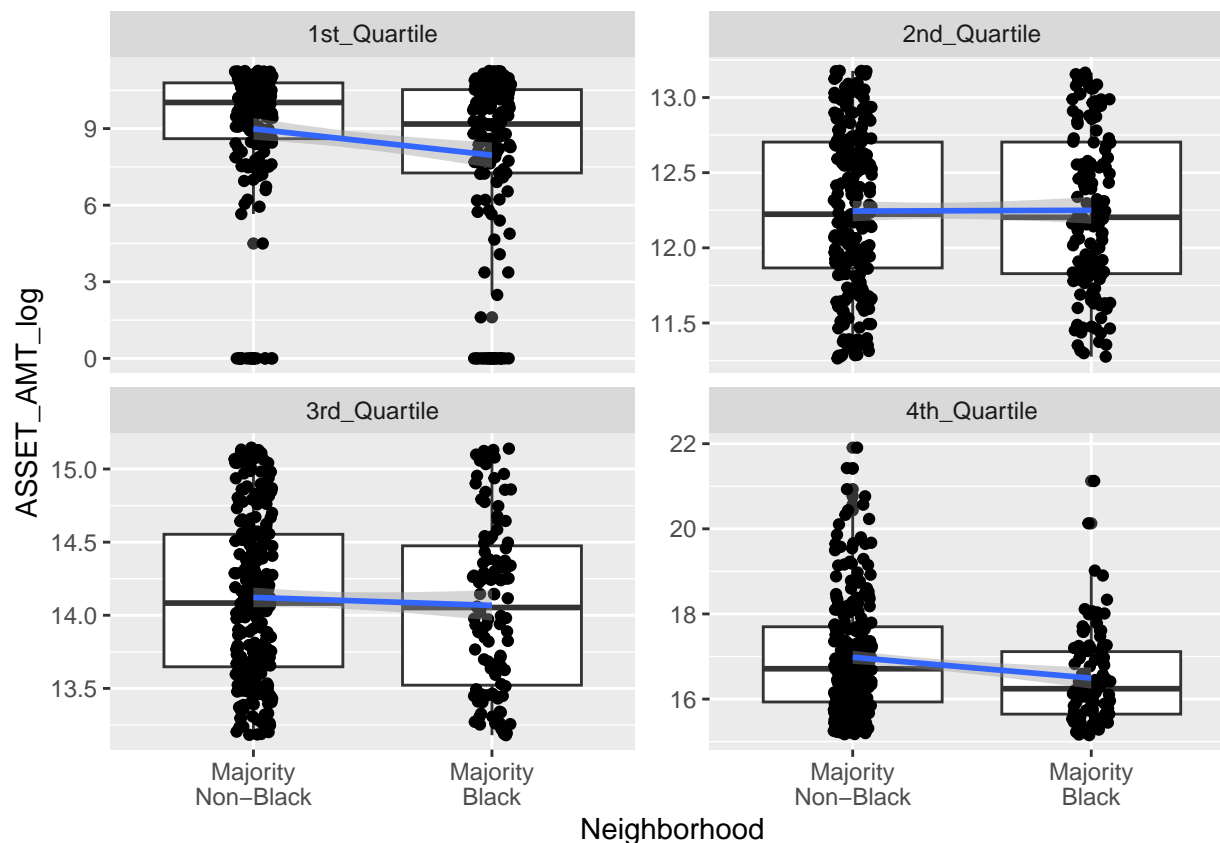 1st_Quartile
2nd_Quartile
9
6
3
0
13.0
12.5
12.0
11.5
3rd_Quartile
4th_Quartile
15.0
14.5
14.0
13.5
22
20
18
16
ASSET_AMT_log
Majority
Non−Black
Majority
Black
Majority
Non−Black
Majority
Black
Neighborhood